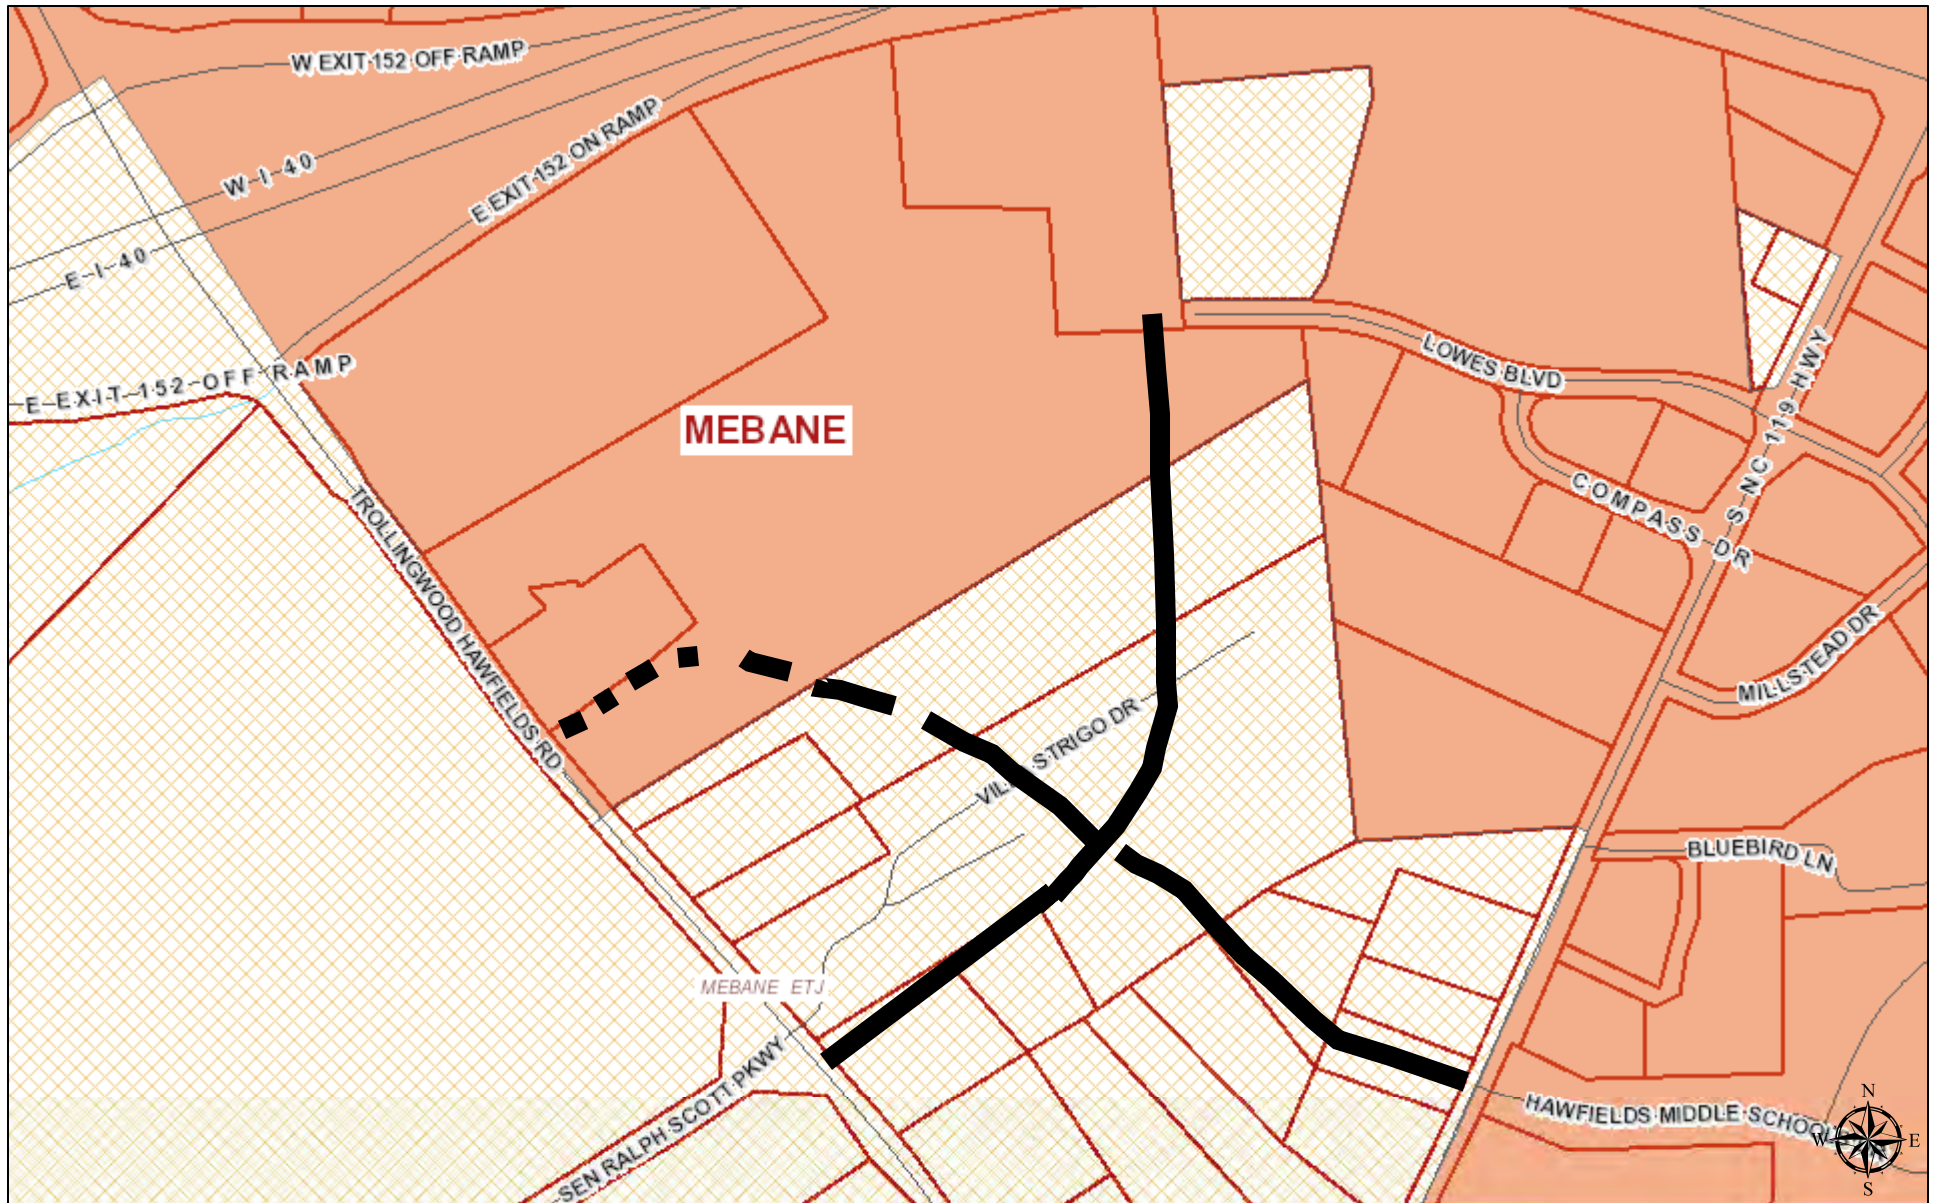 W EXIT 152 OFF RAMP
W I-40
E EXIT 152 ON RAMP
E-I-40
E-EXIT-152-OFF-RAMP
MEBANE
LOWES BLVD
S NC 119 HWY
COMPASS DR
TROLLINGWOOD HAWFIELDS RD
MILLSTEAD DR
STRIGO DR
BLUEBIRD LN
MEBANE ETJ
SEN RALPH SCOTT PKWY
HAWFIELDS MIDDLE SCHOOL
N
W
E
S